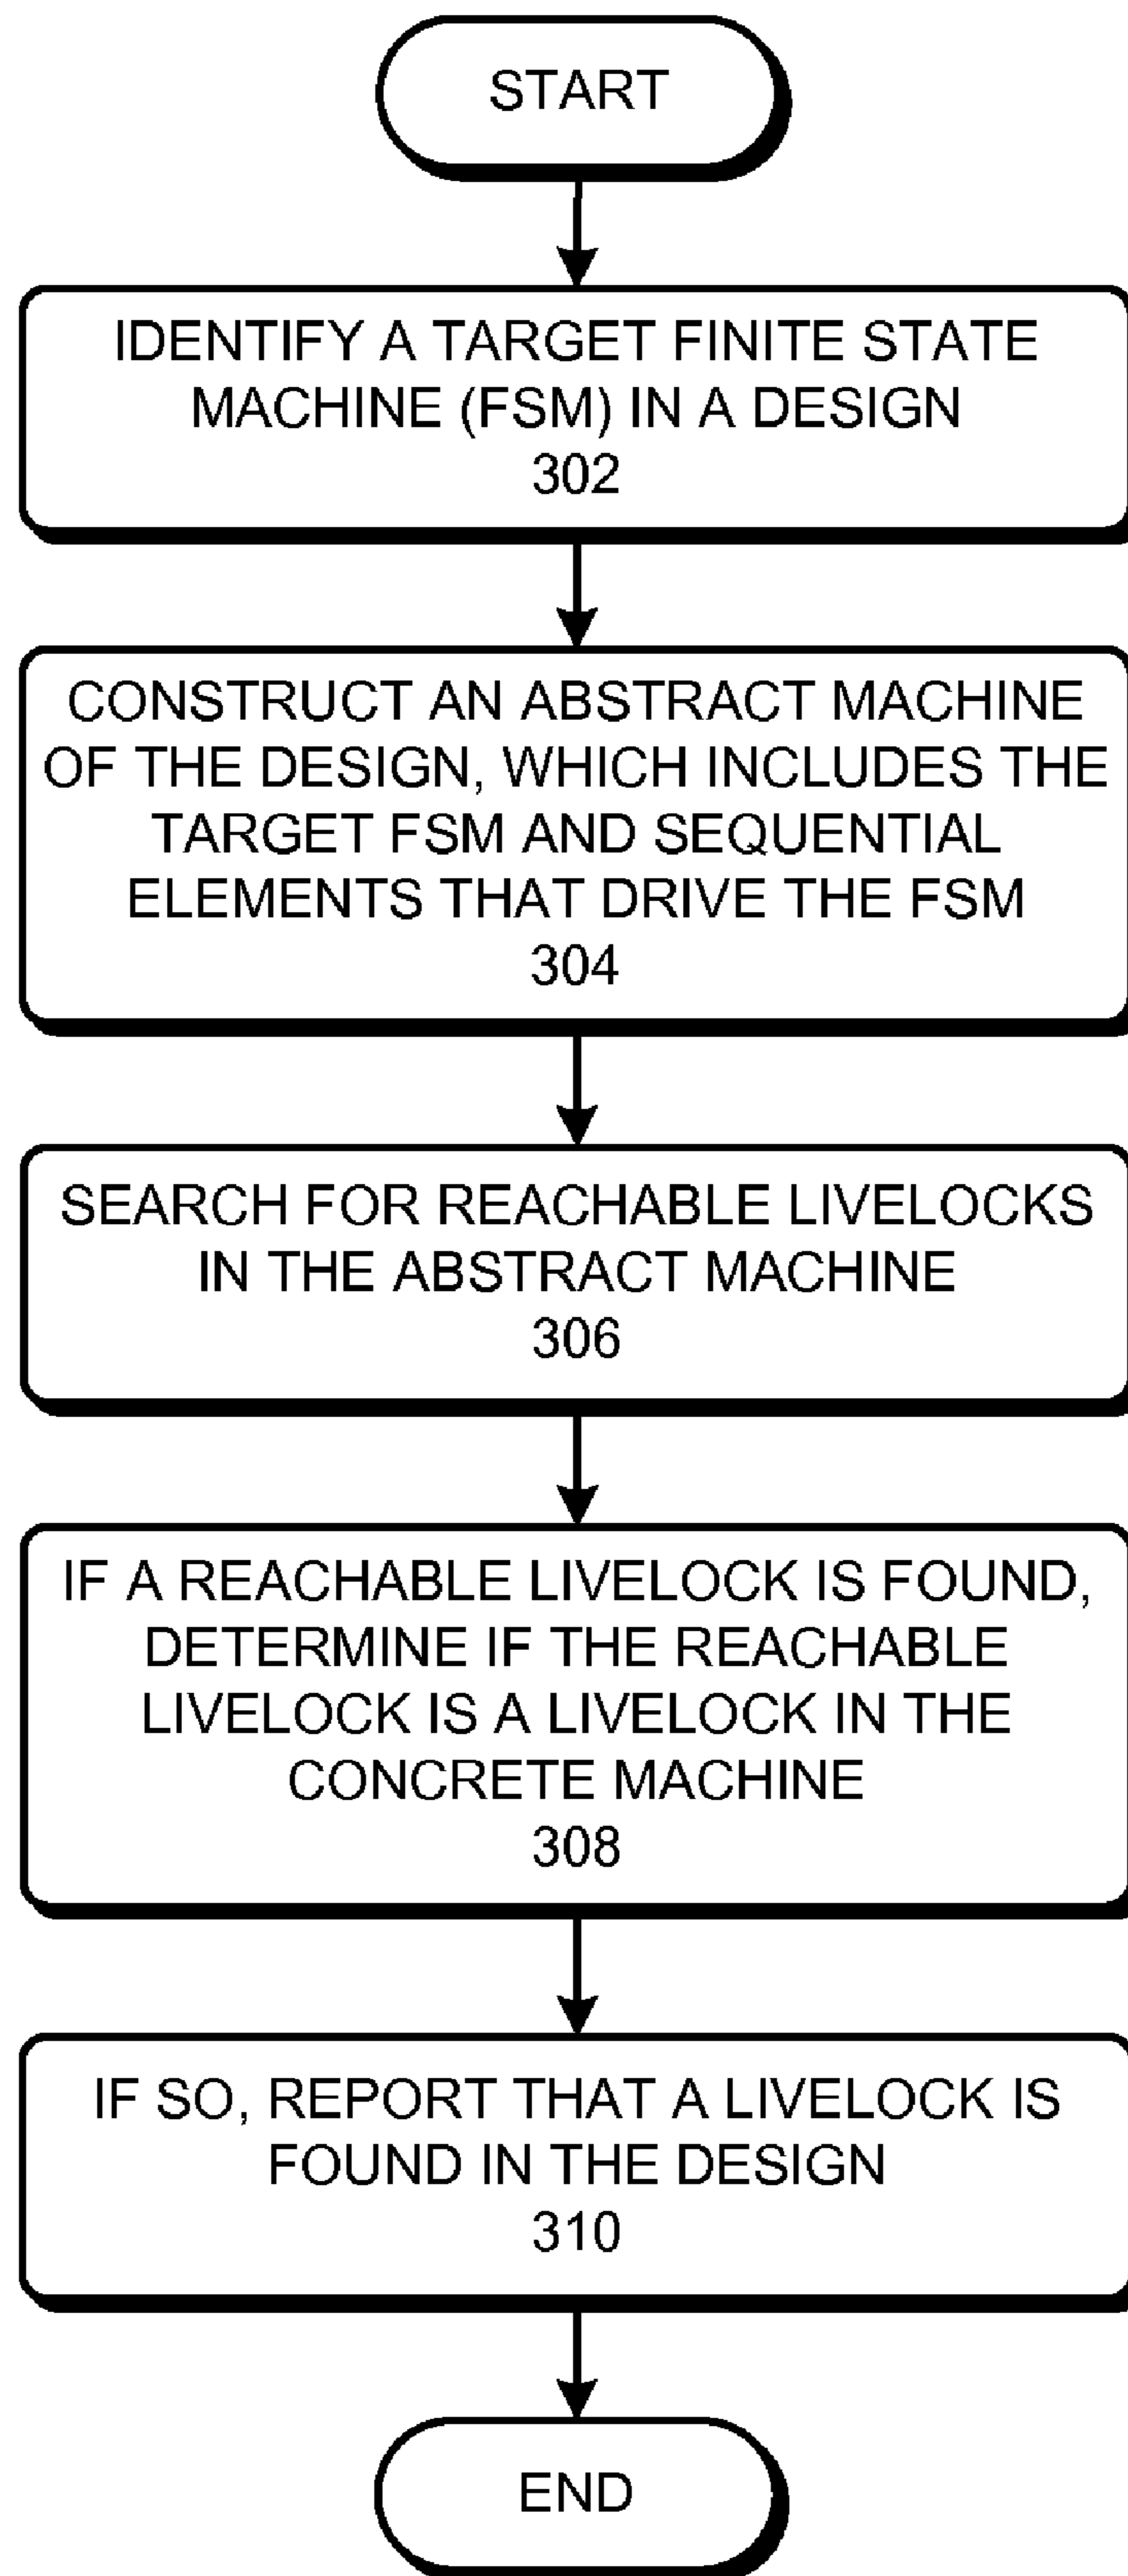 START
IDENTIFY A TARGET FINITE STATE
MACHINE (FSM) IN A DESIGN
302
CONSTRUCT AN ABSTRACT MACHINE
OF THE DESIGN, WHICH INCLUDES THE
TARGET FSM AND SEQUENTIAL
ELEMENTS THAT DRIVE THE FSM
304
SEARCH FOR REACHABLE LIVELOCKS
IN THE ABSTRACT MACHINE
306
IF A REACHABLE LIVELOCK IS FOUND,
DETERMINE IF THE REACHABLE
LIVELOCK IS A LIVELOCK IN THE
CONCRETE MACHINE
308
IF SO, REPORT THAT A LIVELOCK IS
FOUND IN THE DESIGN
310
END